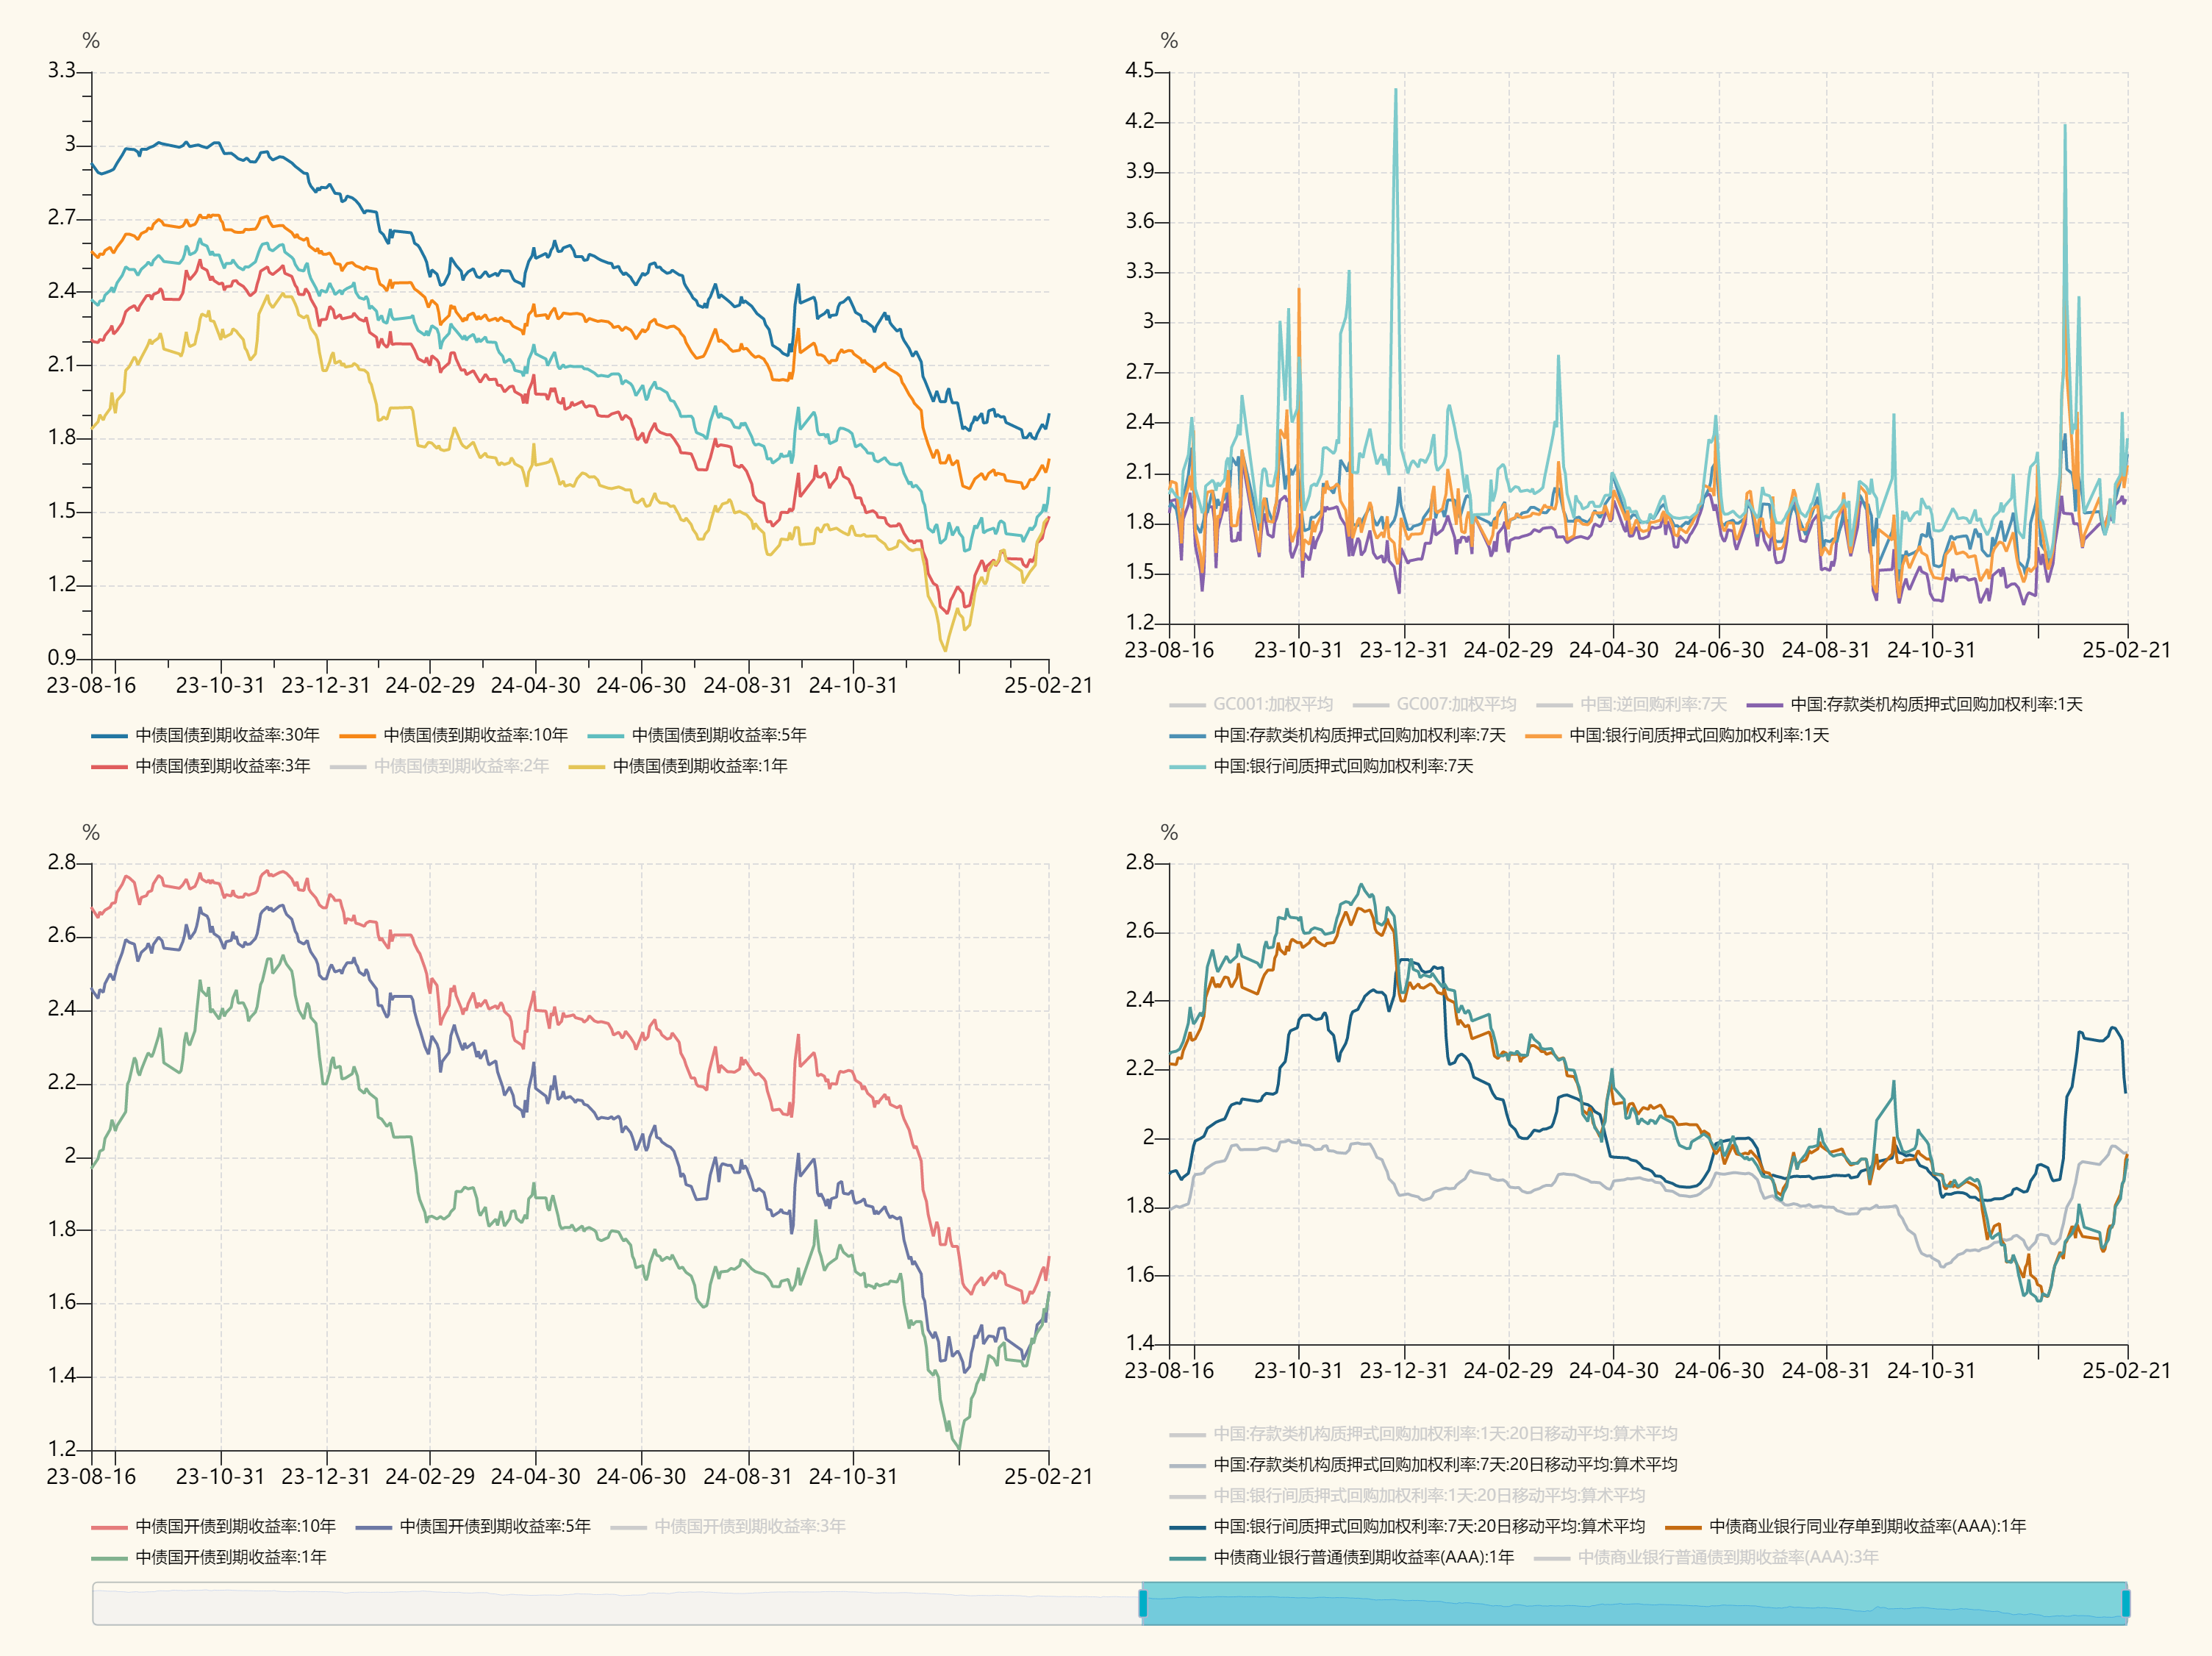 %
3.3
3
2.7
2.4
2.1
1.8
1.5
1.2
0.9
23-08-16 23-10-31 23-12-31 24-02-29 24-04-30 24-06-30 24-08-31 24-10-31 25-02-21
中债国债到期收益率:30年 中债国债到期收益率:10年 中债国债到期收益率:5年
中债国债到期收益率:3年 中债国债到期收益率:2年 中债国债到期收益率:1年
%
4.5
4.2
3.9
3.6
3.3
3
2.7
2.4
2.1
1.8
1.5
1.2
23-08-16 23-10-31 23-12-31 24-02-29 24-04-30 24-06-30 24-08-31 24-10-31 25-02-21
GC001:加权平均 GC007:加权平均 中国:逆回购利率:7天 中国:存款类机构质押式回购加权利率:1天
中国:存款类机构质押式回购加权利率:7天 中国:银行间质押式回购加权利率:1天
中国:银行间质押式回购加权利率:7天
%
2.8
2.6
2.4
2.2
2
1.8
1.6
1.4
1.2
23-08-16 23-10-31 23-12-31 24-02-29 24-04-30 24-06-30 24-08-31 24-10-31 25-02-21
中债国开债到期收益率:10年 中债国开债到期收益率:5年 中债国开债到期收益率:3年
中债国开债到期收益率:1年
%
2.8
2.6
2.4
2.2
2
1.8
1.6
1.4
23-08-16 23-10-31 23-12-31 24-02-29 24-04-30 24-06-30 24-08-31 24-10-31 25-02-21
中国:存款类机构质押式回购加权利率:1天:20日移动平均:算术平均
中国:存款类机构质押式回购加权利率:7天:20日移动平均:算术平均
中国:银行间质押式回购加权利率:1天:20日移动平均:算术平均
中国:银行间质押式回购加权利率:7天:20日移动平均:算术平均 中债商业银行同业存单到期收益率(AAA):1年
中债商业银行普通债到期收益率(AAA):1年 中债商业银行普通债到期收益率(AAA):3年